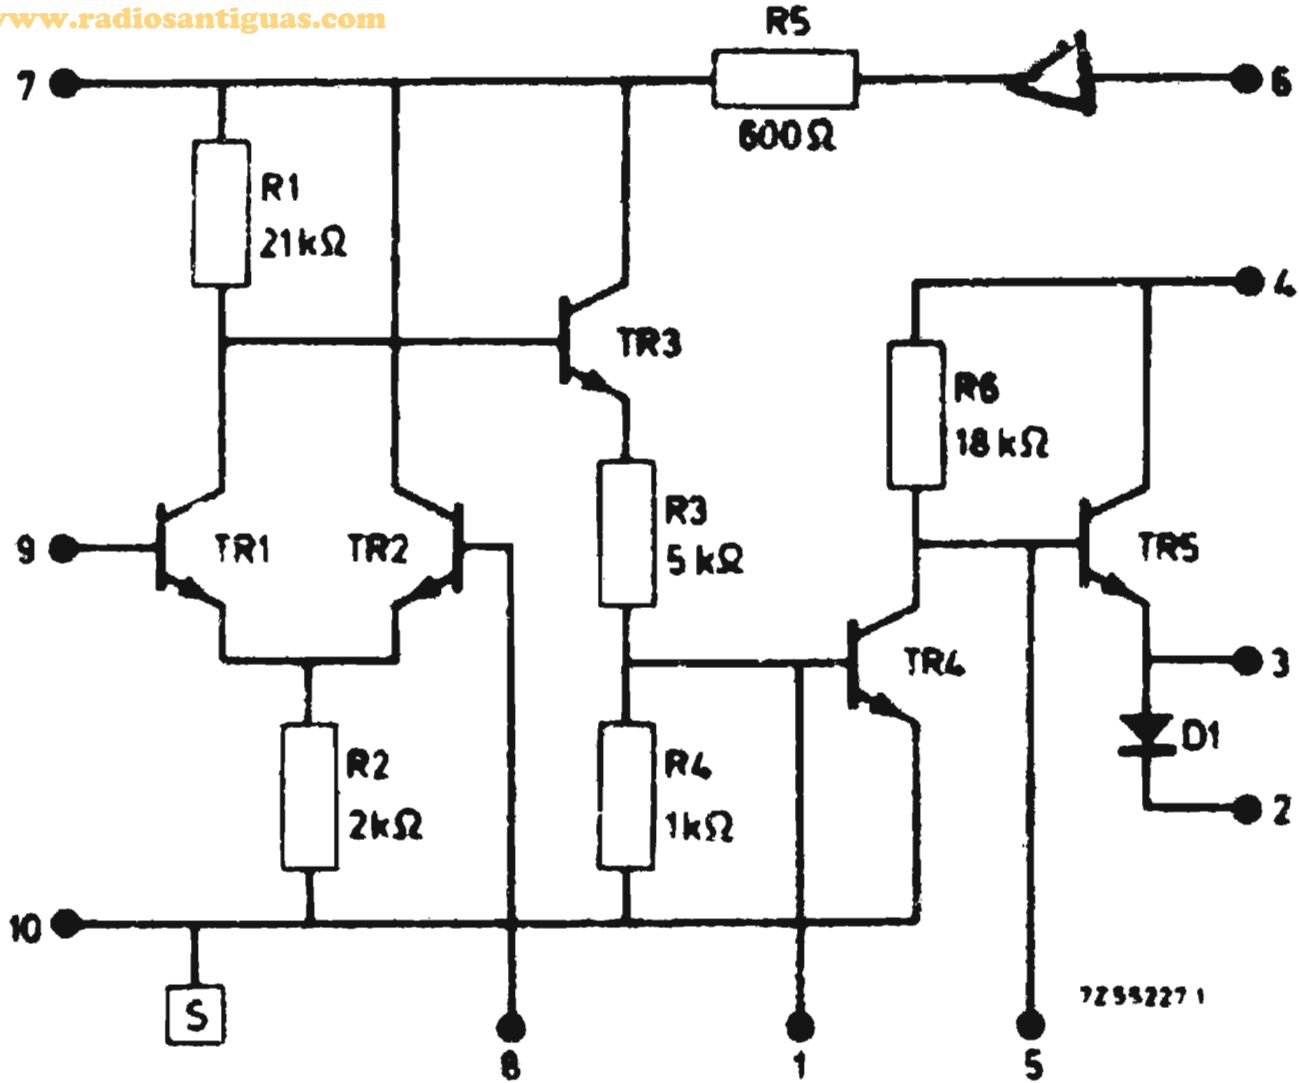 www.radiosantiguas.com
R5
7
6
600Ω
R1
21kΩ
4
TR3
R6
18kΩ
R3
5kΩ
9
TR1
TR2
TR5
TR4
3
R2
2kΩ
R4
1kΩ
D1
2
10
S
8
1
5